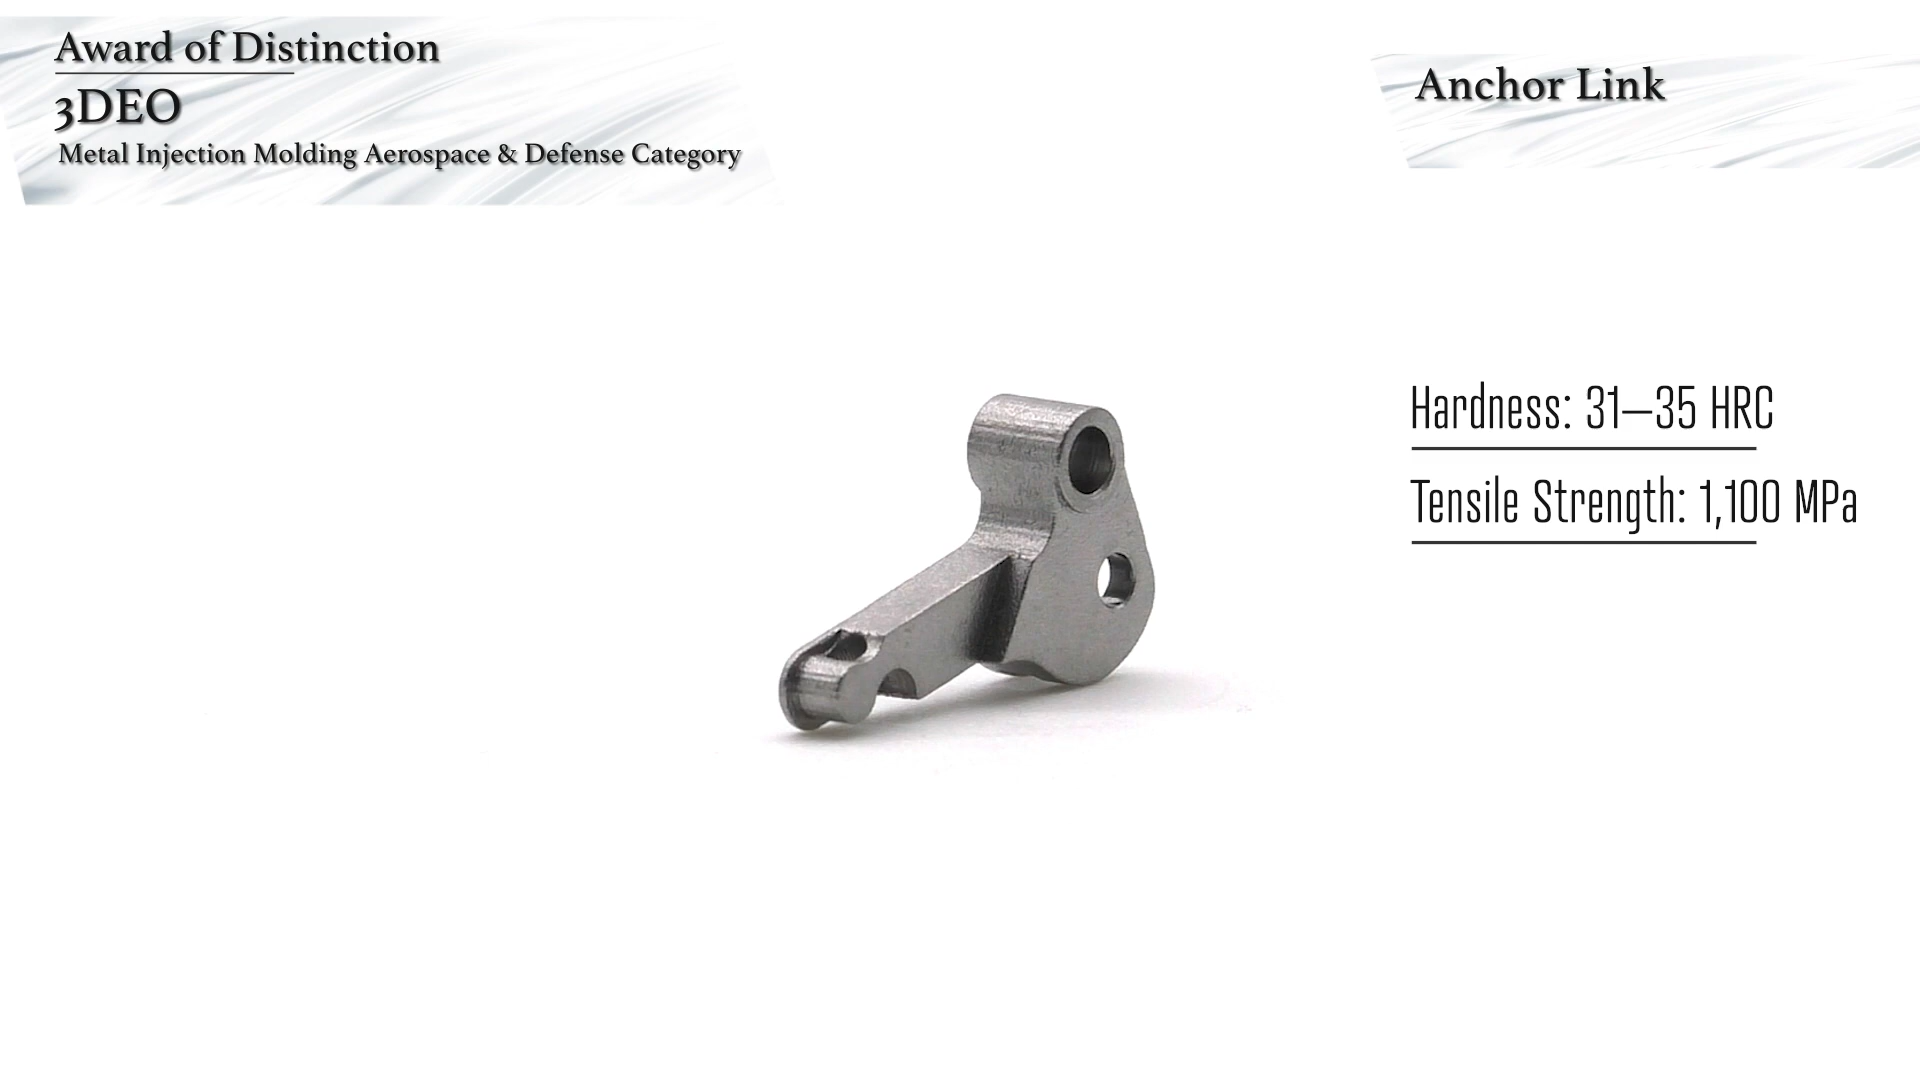 Award of Distinction
3DEO
Metal Injection Molding Aerospace & Defense Category
Anchor Link
Hardness: 31–35 HRC
Tensile Strength: 1,100 MPa